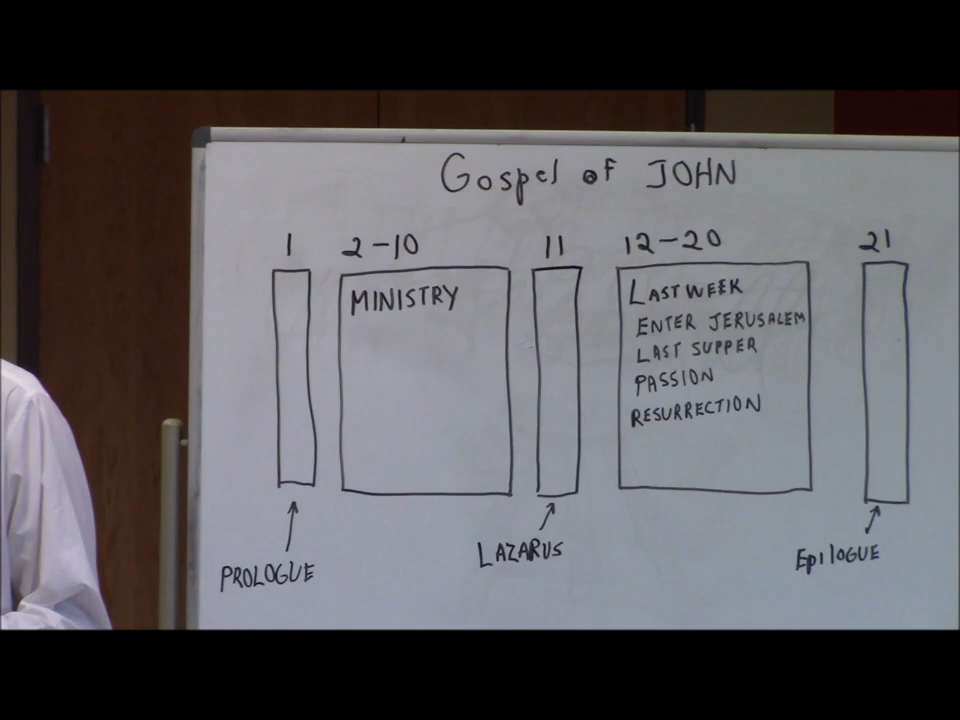 Gospel of JOHN
1 2-10 11 12-20 21
MINISTRY
LAST WEEK
ENTER JERUSALEM
LAST SUPPER
PASSION
RESURRECTION
PROLOGUE
LAZARUS
EpilOGUE